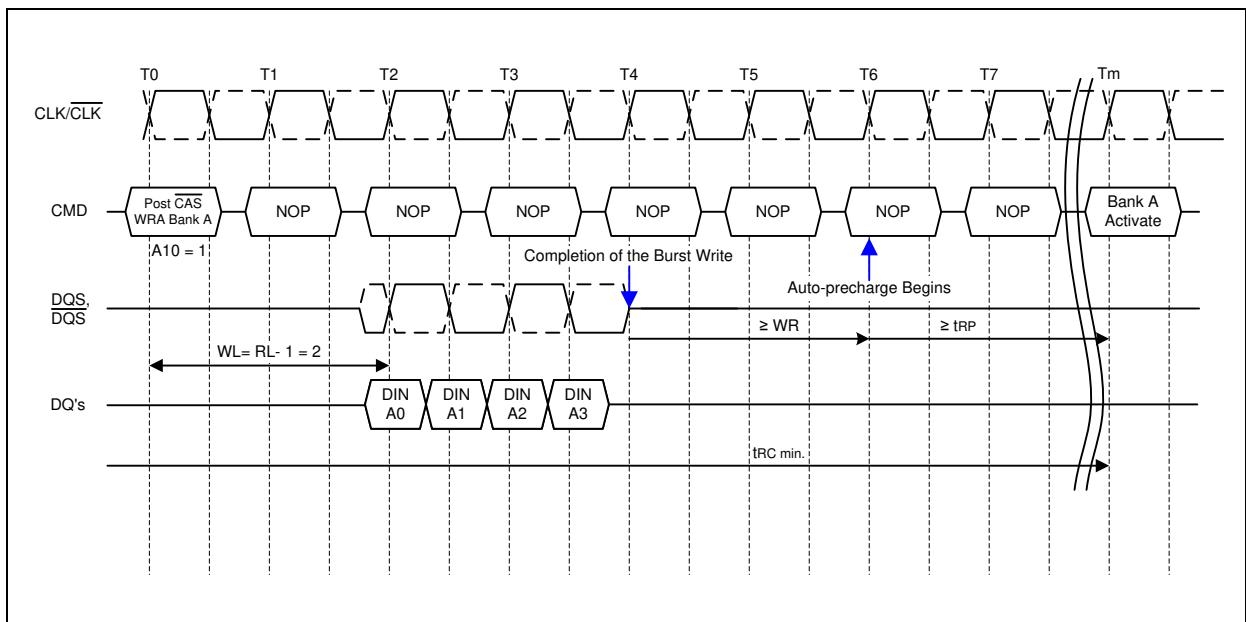 T0 T1 T2 T3 T4 T5 T6 T7 Tm
CLK/CLK
CMD
Post CAS
WRA Bank A
NOP NOP NOP NOP NOP NOP NOP
Bank A
Activate
A10 = 1
Completion of the Burst Write
Auto-precharge Begins
DQS,
DQS
≥ WR
≥ tRP
WL= RL- 1 = 2
DQ's
DIN
A0
DIN
A1
DIN
A2
DIN
A3
tRC min.